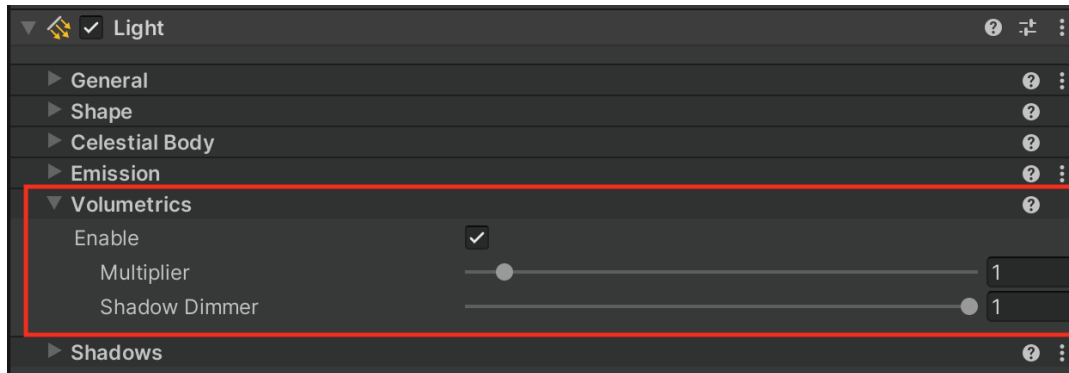 Light
General
Shape
Celestial Body
Emission
Volumetrics
Enable
Multiplier 1
Shadow Dimmer 1
Shadows